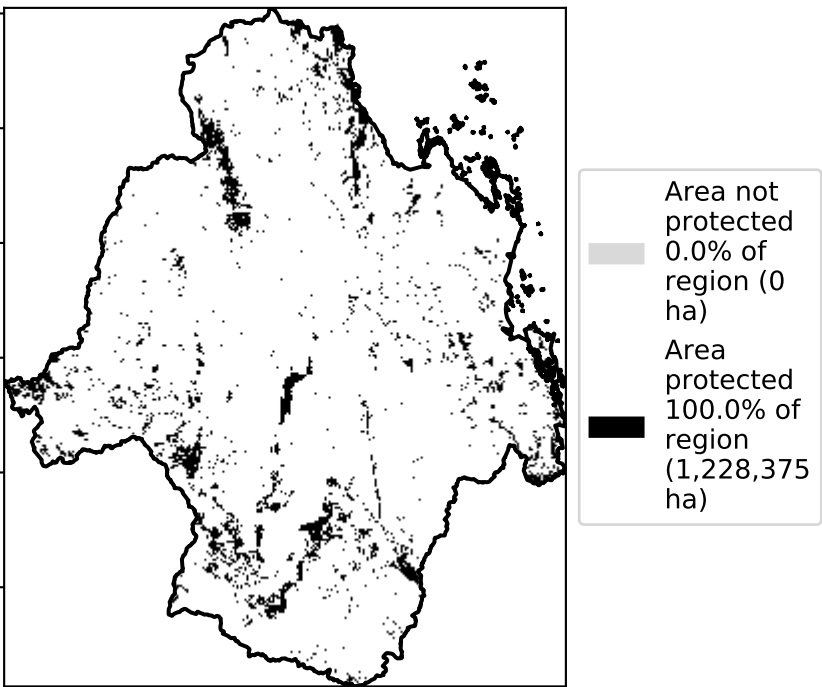 Area not
protected
0.0% of
region (0
ha)
Area
protected
100.0% of
region
(1,228,375
ha)